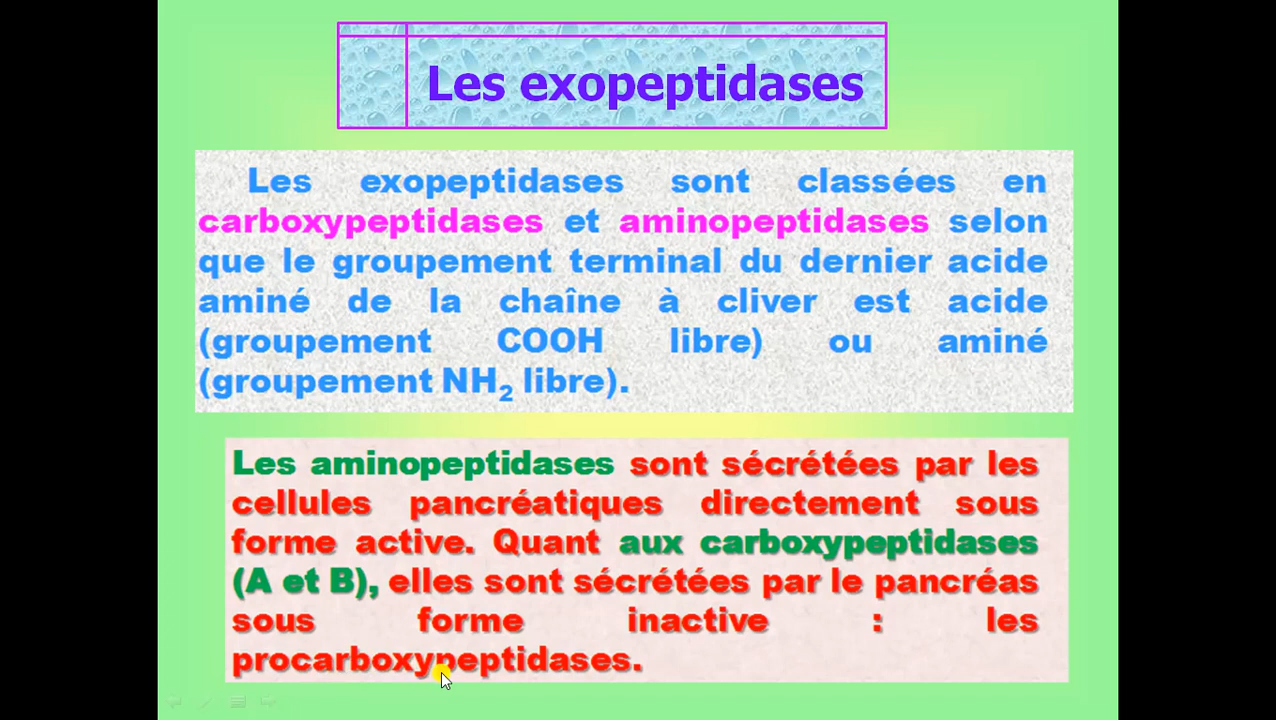 Les exopeptidases
Les exopeptidases sont classées en
carboxypeptidases et aminopeptidases selon
que le groupement terminal du dernier acide
aminé de la chaîne à cliver est acide
(groupement COOH libre) ou aminé
(groupement NH₂ libre).
Les aminopeptidases sont sécrétées par les
cellules pancréatiques directement sous
forme active. Quant aux carboxypeptidases
(A et B), elles sont sécrétées par le pancréas
sous forme inactive : les
procarboxypeptidases.